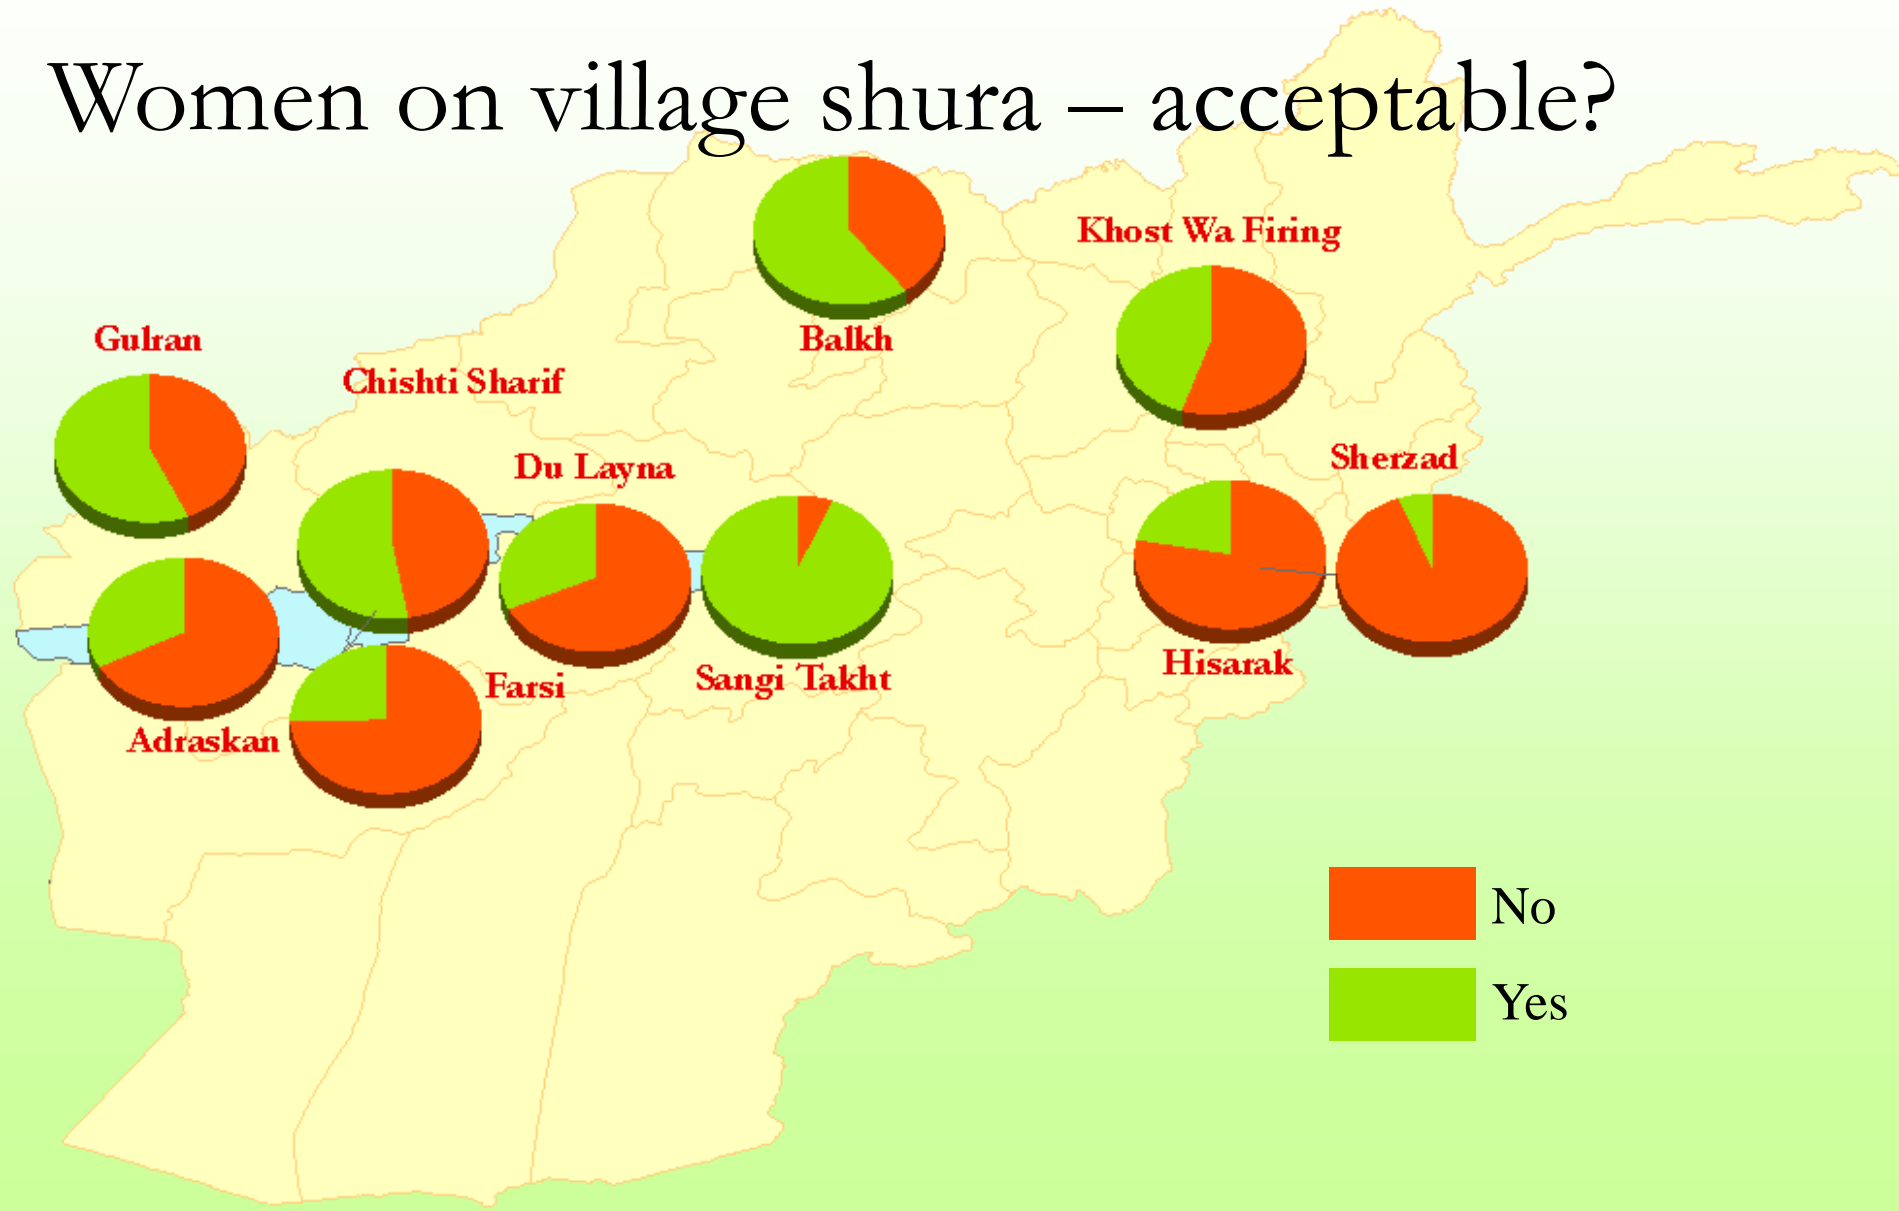 Women on village shura – acceptable?
Khost Wa Firing
Gulran
Balkh
Chishti Sharif
Du Layna
Sherzad
Farsi
Sangi Takht
Hisarak
Adraskan
No
Yes